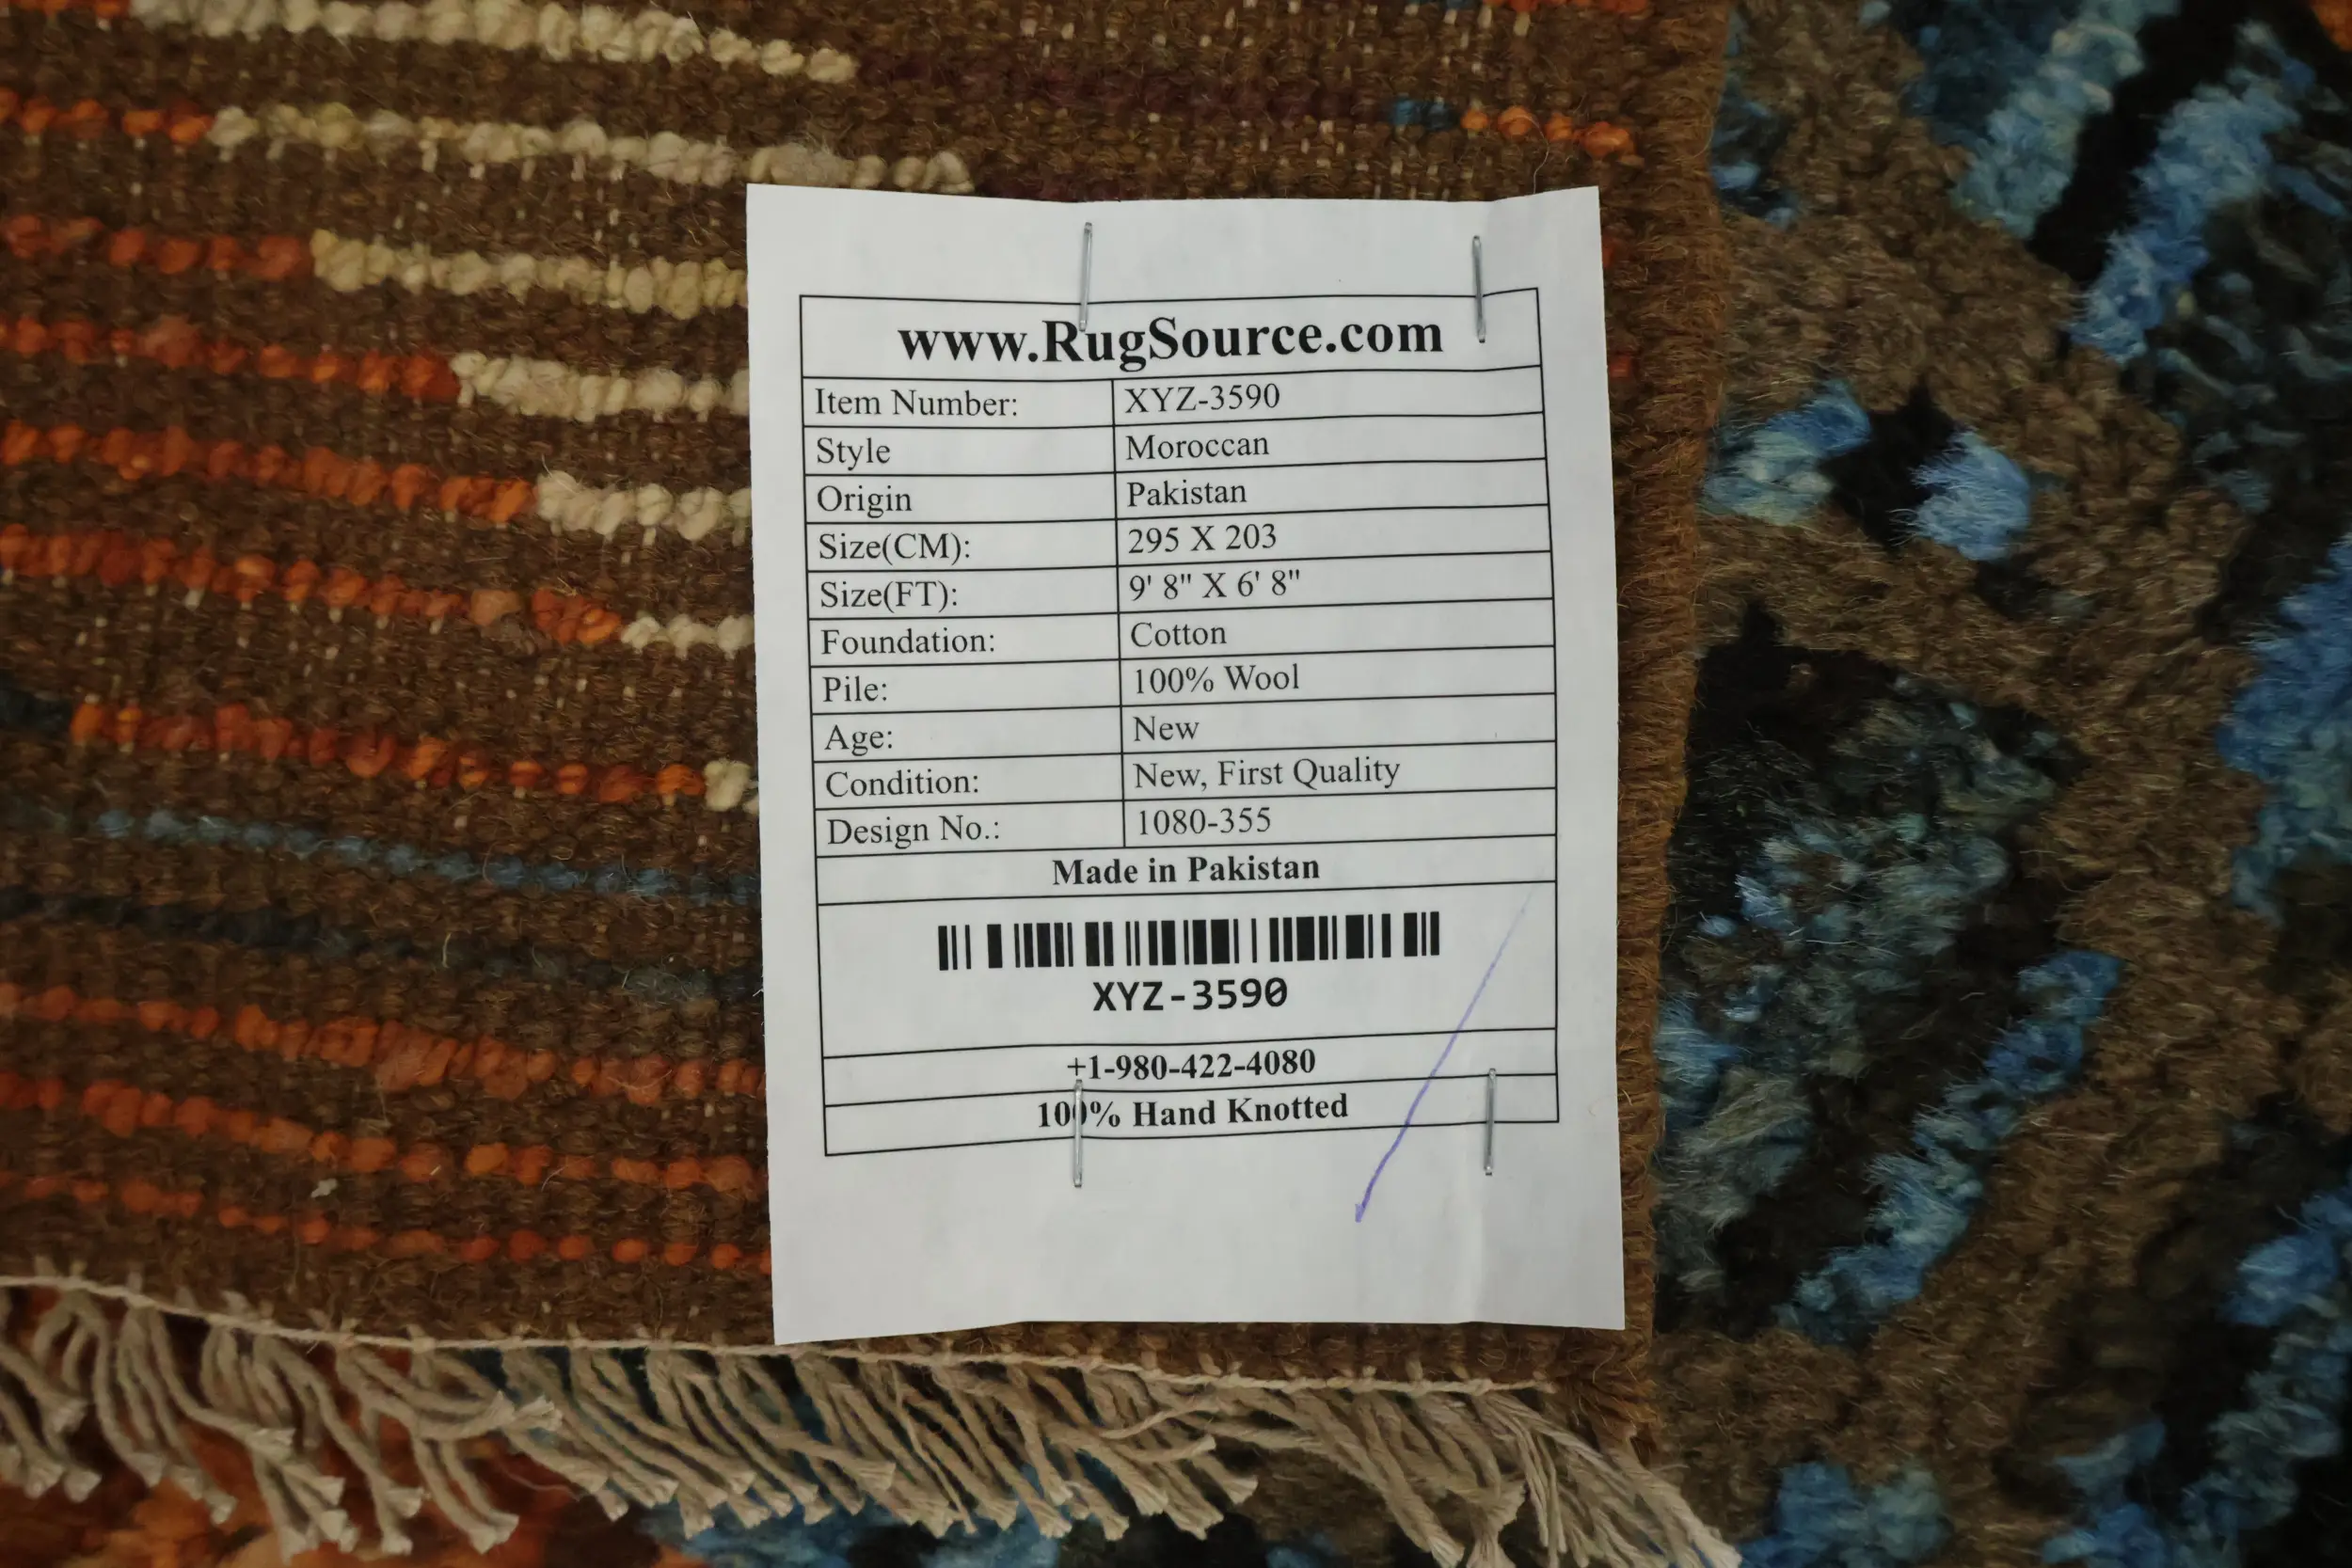 www.RugSource.com
Item Number: XYZ-3590
Style Moroccan
Origin Pakistan
Size(CM): 295 X 203
Size(FT): 9' 8" X 6' 8"
Foundation: Cotton
Pile: 100% Wool
Age: New
Condition: New, First Quality
Design No.: 1080-355
Made in Pakistan
XYZ-3590
+1-980-422-4080
100% Hand Knotted